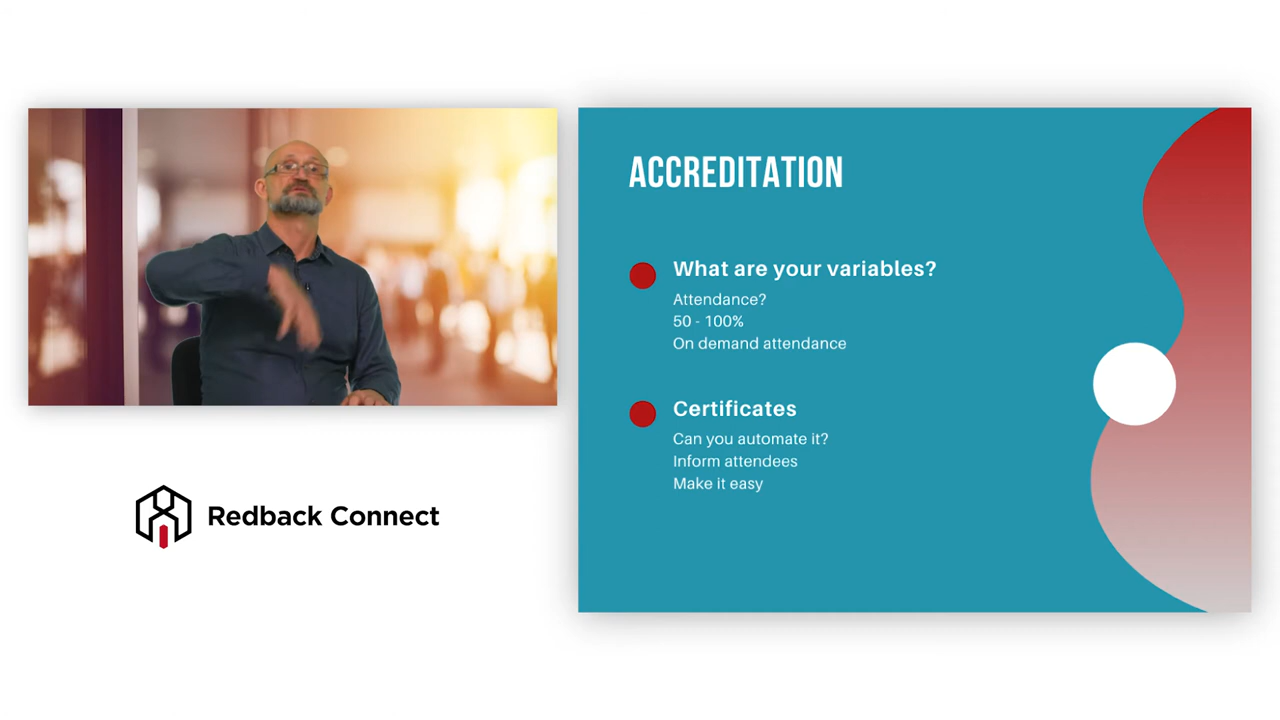 ACCREDITATION
What are your variables?
Attendance?
50 - 100%
On demand attendance
Certificates
Can you automate it?
Inform attendees
Make it easy
Redback Connect